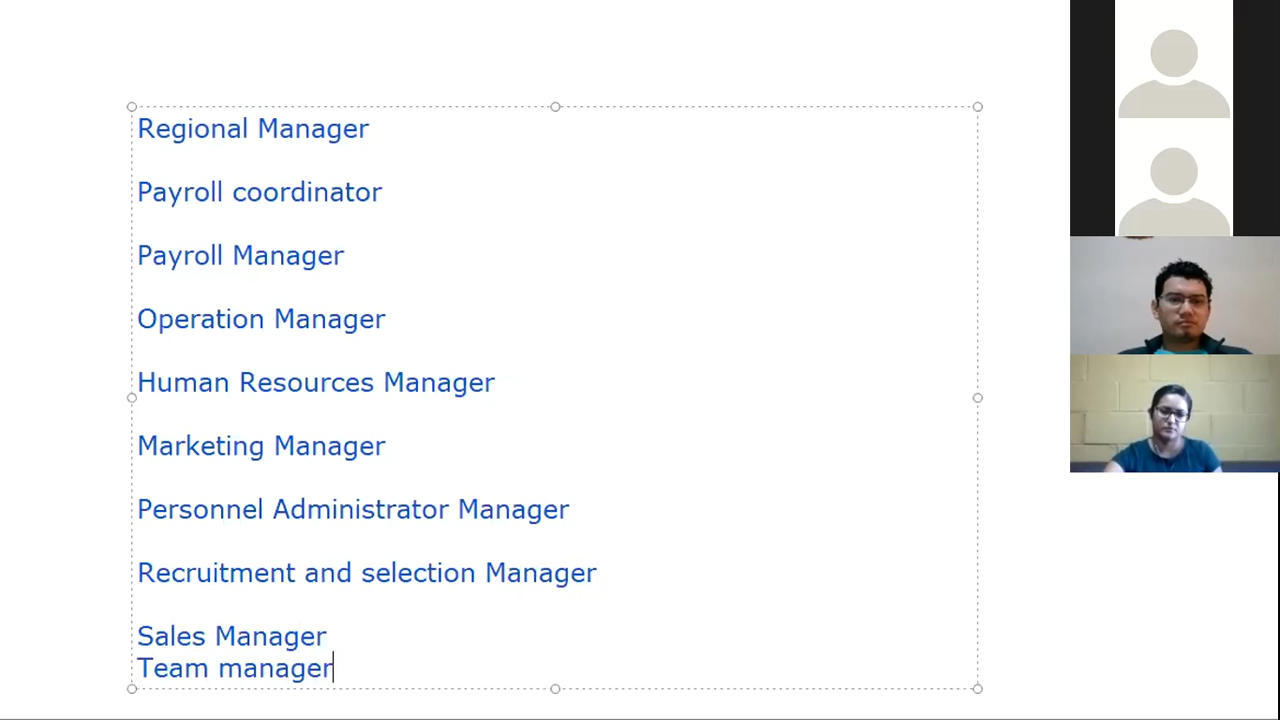 Regional Manager
Payroll coordinator
Payroll Manager
Operation Manager
Human Resources Manager
Marketing Manager
Personnel Administrator Manager
Recruitment and selection Manager
Sales Manager
Team manager